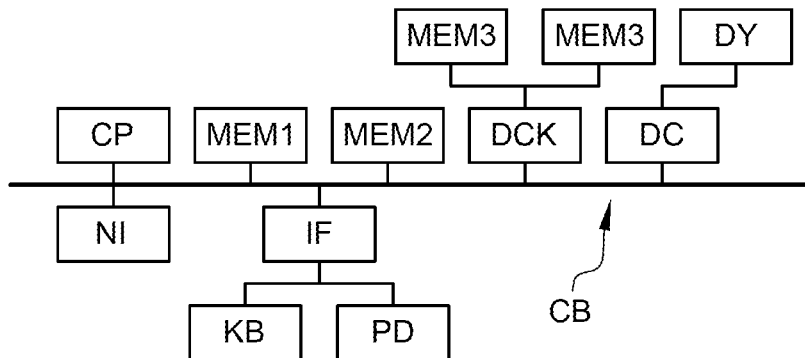 MEM3 MEM3 DY
CP MEM1 MEM2 DCK DC
NI IF
CB
KB PD